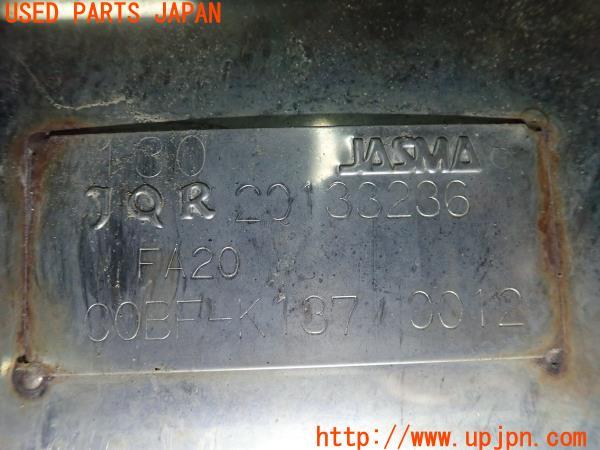 USED PARTS JAPAN
130 JASMA
JQR 20133236
FA20
00BF-K137 0012
http://www.upjpn.com/